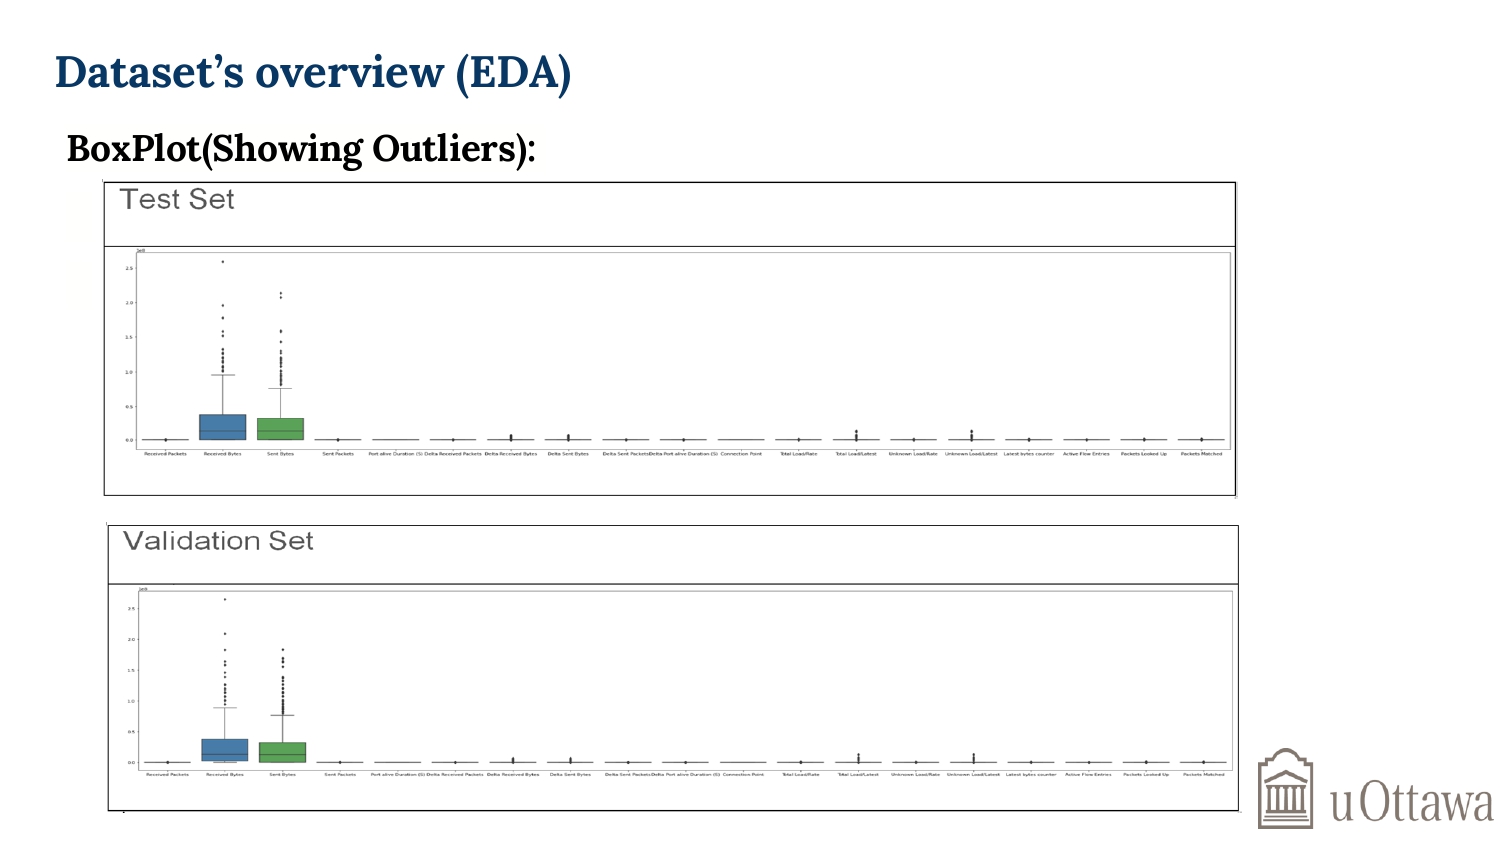 Dataset’s overview (EDA)
BoxPlot(Showing Outliers):
Test Set
1e8
2.5
2.0
1.5
1.0
0.5
0.0
Received Packets Received Bytes Sent Bytes Sent Packets Port alive Duration (S) Delta Received Packets Delta Received Bytes Delta Sent Bytes Delta Sent Packets Delta Port alive Duration (S) Connection Point Total Load/Rate Total Load/Latest Unknown Load/Rate Unknown Load/Latest Latest bytes counter Active Flow Entries Packets Looked Up Packets Matched
Validation Set
1e8
2.5
2.0
1.5
1.0
0.5
0.0
Received Packets Received Bytes Sent Bytes Sent Packets Port alive Duration (S) Delta Received Packets Delta Received Bytes Delta Sent Bytes Delta Sent Packets Delta Port alive Duration (S) Connection Point Total Load/Rate Total Load/Latest Unknown Load/Rate Unknown Load/Latest Latest bytes counter Active Flow Entries Packets Looked Up Packets Matched
uOttawa